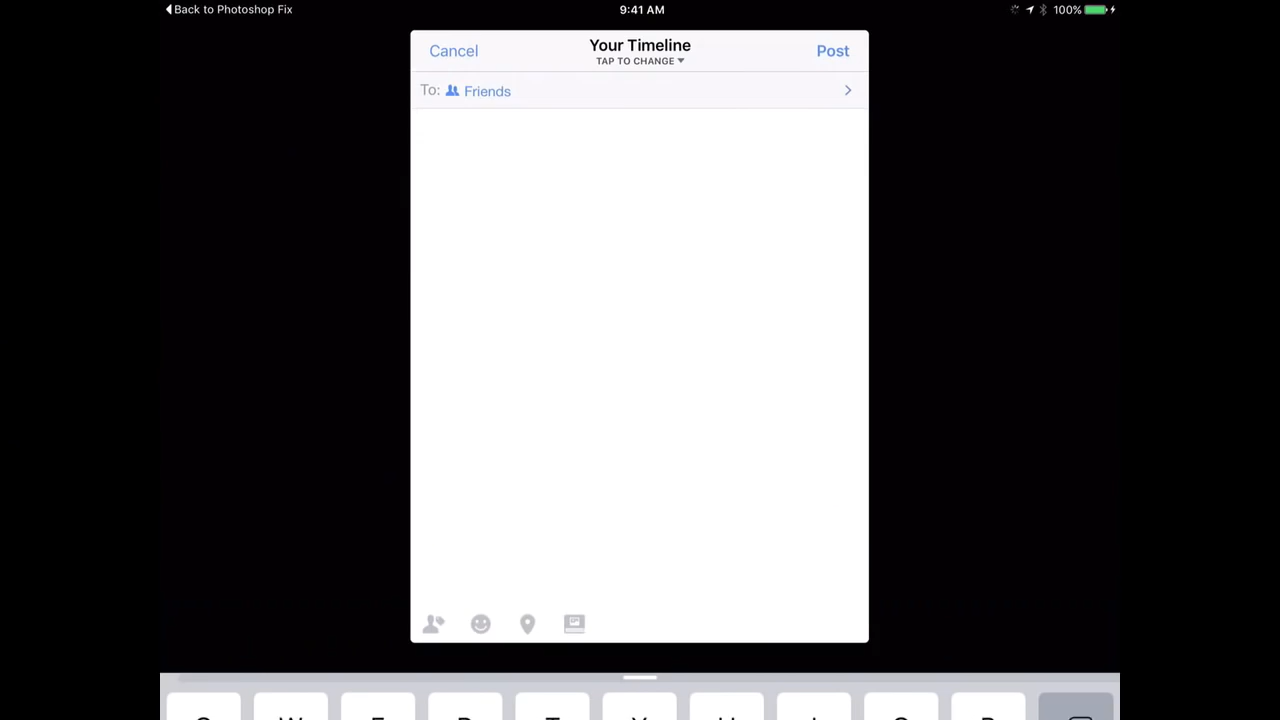 Back to Photoshop Fix
9:41 AM
100%
Cancel
Your Timeline
Post
TAP TO CHANGE
To: Friends